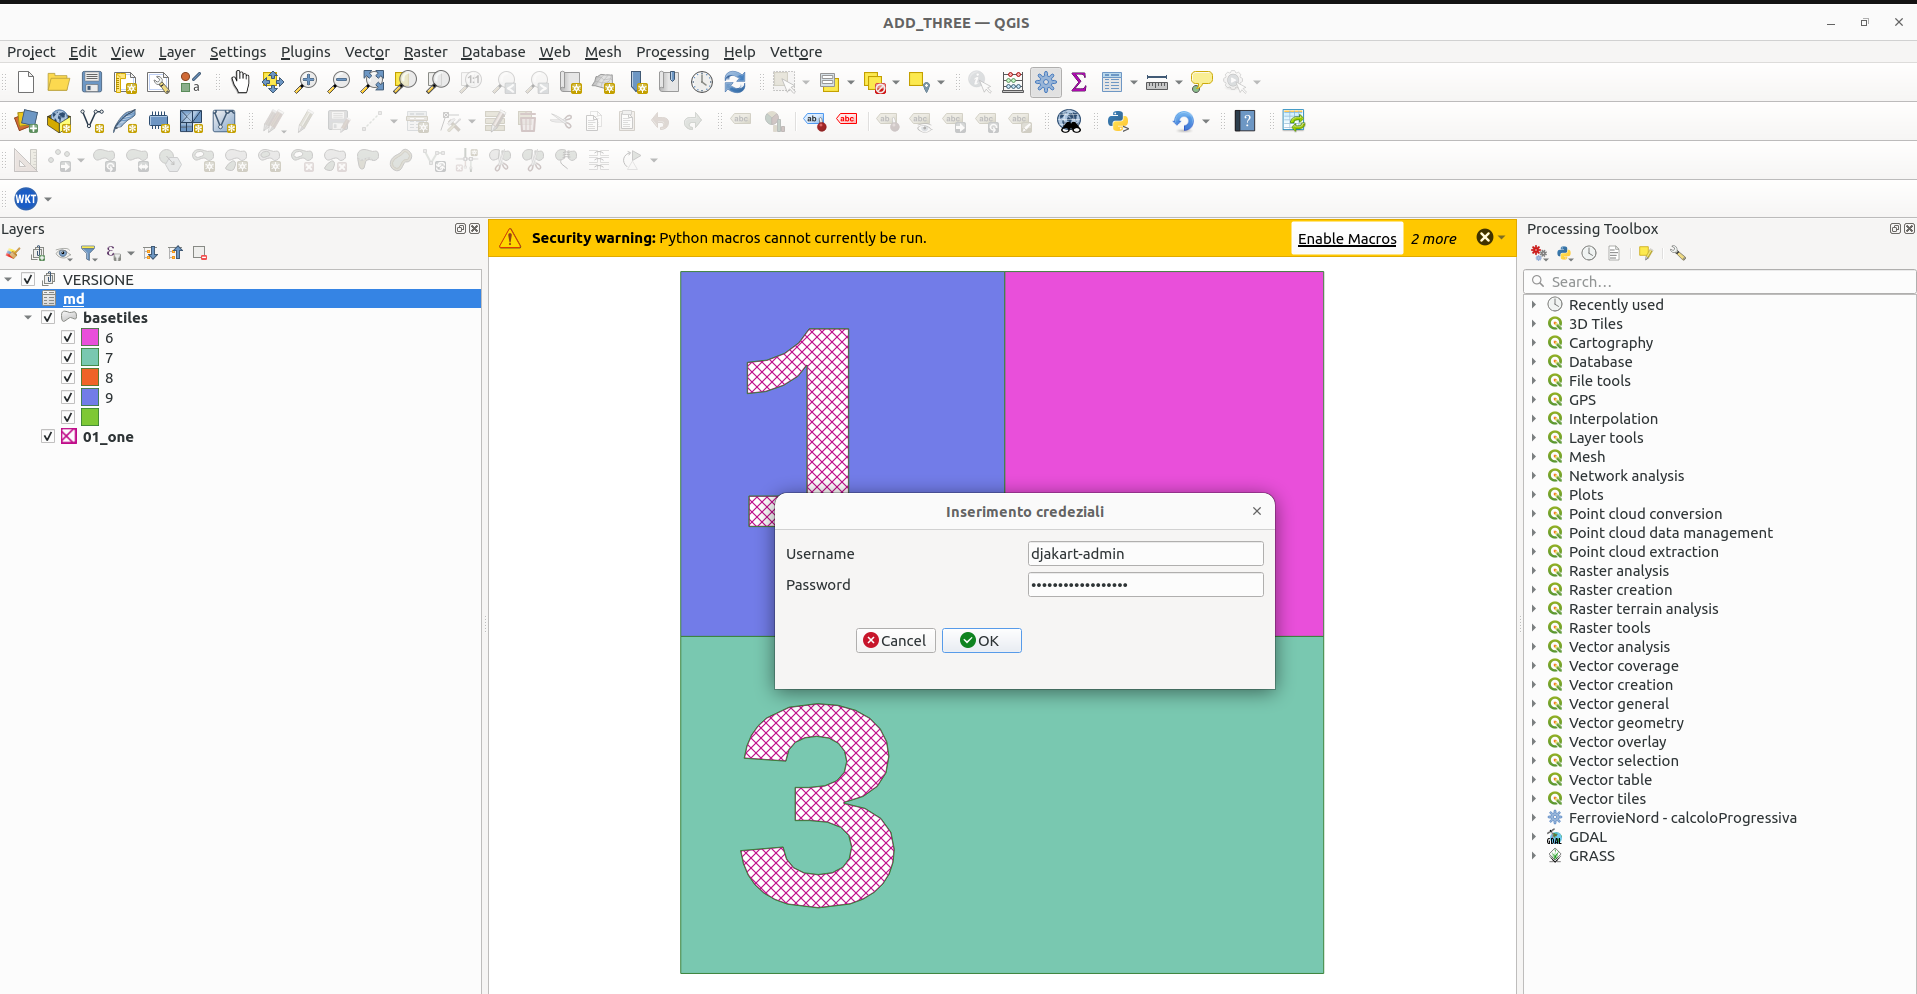 ADD_THREE — QGIS
Project Edit View Layer Settings Plugins Vector Raster Database Web Mesh Processing Help Vettore
WKT
Layers
VERSIONE
md
basetiles
6
7
8
9
01_one
Security warning: Python macros cannot currently be run.
Enable Macros
2 more
1
3
Inserimento credeziali
Username
djakart-admin
Password
••••••••••••••••••
Cancel
OK
Processing Toolbox
Search…
Recently used
3D Tiles
Cartography
Database
File tools
GPS
Interpolation
Layer tools
Mesh
Network analysis
Plots
Point cloud conversion
Point cloud data management
Point cloud extraction
Raster analysis
Raster creation
Raster terrain analysis
Raster tools
Vector analysis
Vector coverage
Vector creation
Vector general
Vector geometry
Vector overlay
Vector selection
Vector table
Vector tiles
FerrovieNord - calcoloProgressiva
GDAL
GRASS